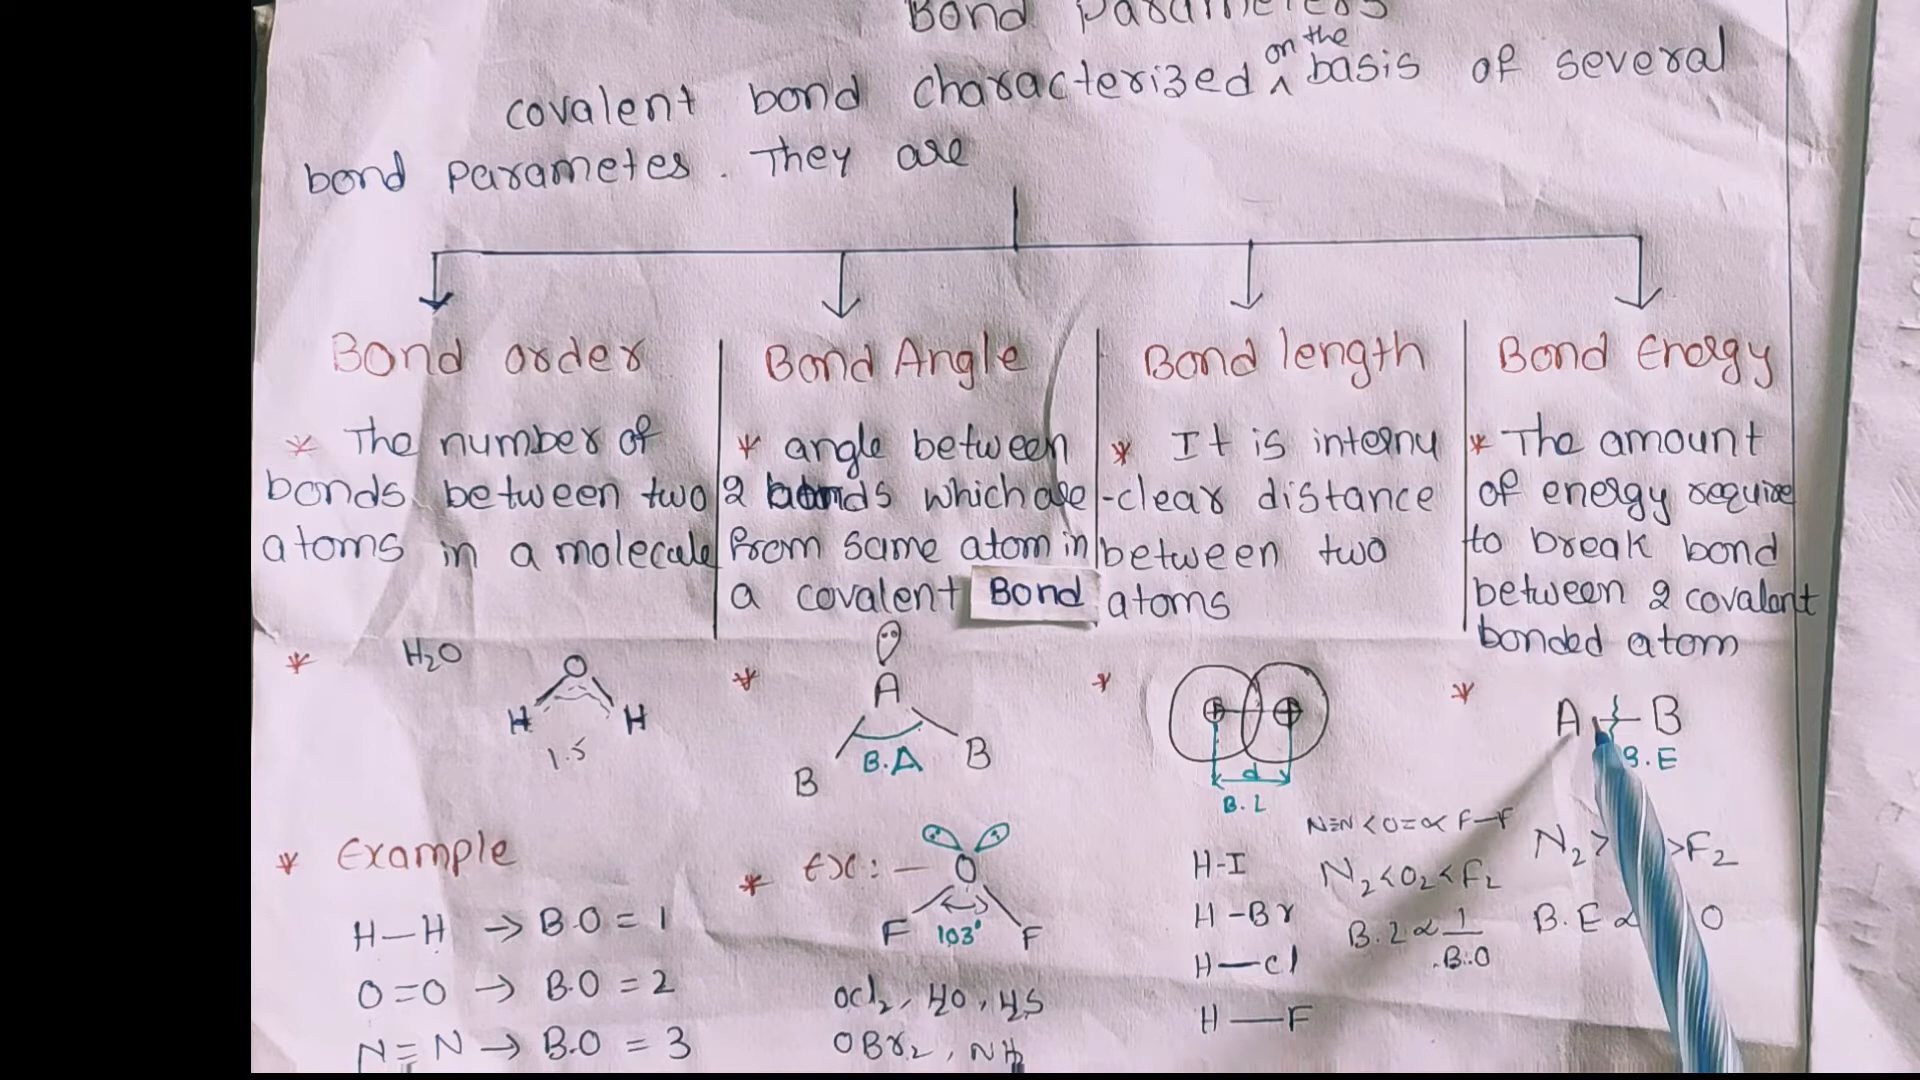 Bond Parameters
covalent bond characterized ^ on the basis of several
bond parametes. They are
Bond order
* The number of
bonds between two
atoms in a molecule
* H₂O
O
H H
1.5
* Example
H—H → B.O = 1
O=O → B.O = 2
N≡N → B.O = 3
Bond Angle
* angle between
2 bonds which are
from same atom in
a covalent Bond
*
A
B B
B.A
* EX:—
O
F F
103°
OCl₂, H₂O, H₂S
OBr₂, NH₂
Bond length
* It is internu
-clear distance
between two
atoms
*
d
B.L
H-I
H-Br
H—Cl
H—F
N≡N < O=O < F—F
N₂<O₂<F₂
B.L ∝ 1/B.O
Bond Energy
* The amount
of energy require
to break bond
between 2 covalent
bonded atom
*
A B
B.E
N₂> >F₂
B.E ∝ O